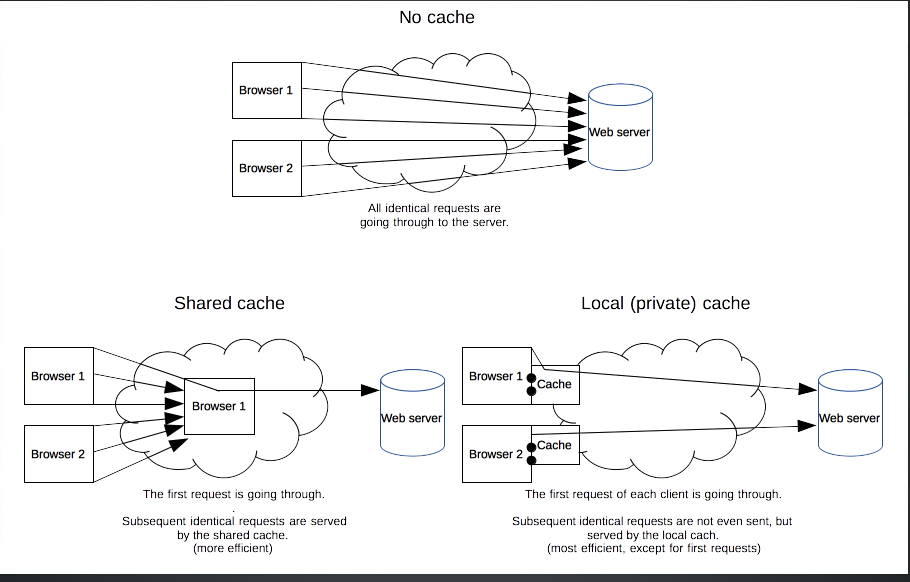 No cache
Browser 1
Web server
Browser 2
All identical requests are
going through to the server.
Shared cache
Browser 1
Browser 1
Web server
Browser 2
The first request is going through.
.
Subsequent identical requests are served
by the shared cache.
(more efficient)
Local (private) cache
Browser 1
Cache
Web server
Browser 2
Cache
The first request of each client is going through.
Subsequent identical requests are not even sent, but
served by the local cach.
(most efficient, except for first requests)